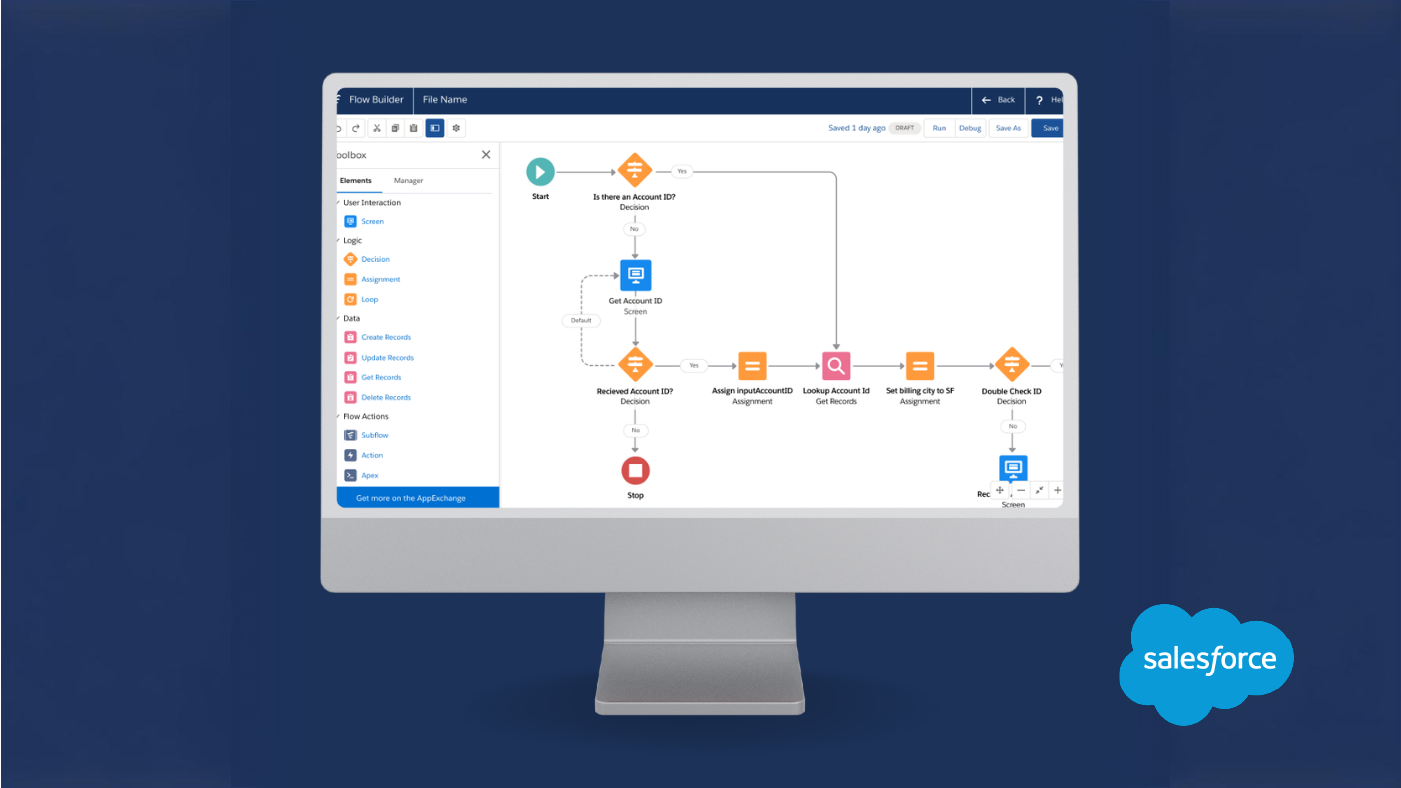 Flow Builder
File Name
Back
?
Saved 1 day ago
DRAFT
Run
Debug
Save As
Save
Elements
Manager
User Interaction
Screen
Logic
Decision
Assignment
Loop
Data
Create Records
Update Records
Get Records
Delete Records
Flow Actions
Subflow
Action
Apex
Get more on the AppExchange
Start
Is there an Account ID?
Decision
Yes
No
Get Account ID
Screen
Default
Recieved Account ID?
Decision
Yes
No
Stop
Assign inputAccountID
Assignment
Lookup Account Id
Get Records
Set billing city to SF
Assignment
Double Check ID
Decision
No
Screen
salesforce